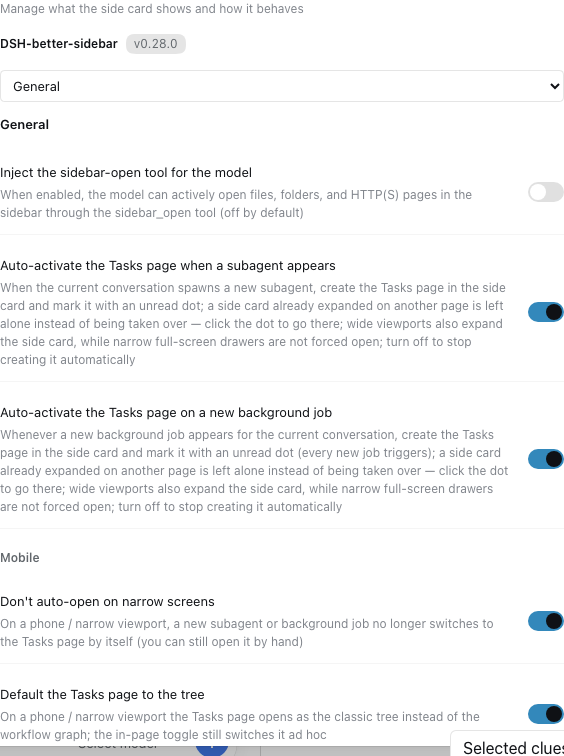 Manage what the side card shows and how it behaves
DSH-better-sidebar v0.28.0
General
General
Inject the sidebar-open tool for the model
When enabled, the model can actively open files, folders, and HTTP(S) pages in the
sidebar through the sidebar_open tool (off by default)
Auto-activate the Tasks page when a subagent appears
When the current conversation spawns a new subagent, create the Tasks page in the side
card and mark it with an unread dot; a side card already expanded on another page is left
alone instead of being taken over — click the dot to go there; wide viewports also expand
the side card, while narrow full-screen drawers are not forced open; turn off to stop
creating it automatically
Auto-activate the Tasks page on a new background job
Whenever a new background job appears for the current conversation, create the Tasks
page in the side card and mark it with an unread dot (every new job triggers); a side card
already expanded on another page is left alone instead of being taken over — click the dot
to go there; wide viewports also expand the side card, while narrow full-screen drawers
are not forced open; turn off to stop creating it automatically
Mobile
Don't auto-open on narrow screens
On a phone / narrow viewport, a new subagent or background job no longer switches to
the Tasks page by itself (you can still open it by hand)
Default the Tasks page to the tree
On a phone / narrow viewport the Tasks page opens as the classic tree instead of the
workflow graph; the in-page toggle still switches it ad hoc
Select model
Selected clues